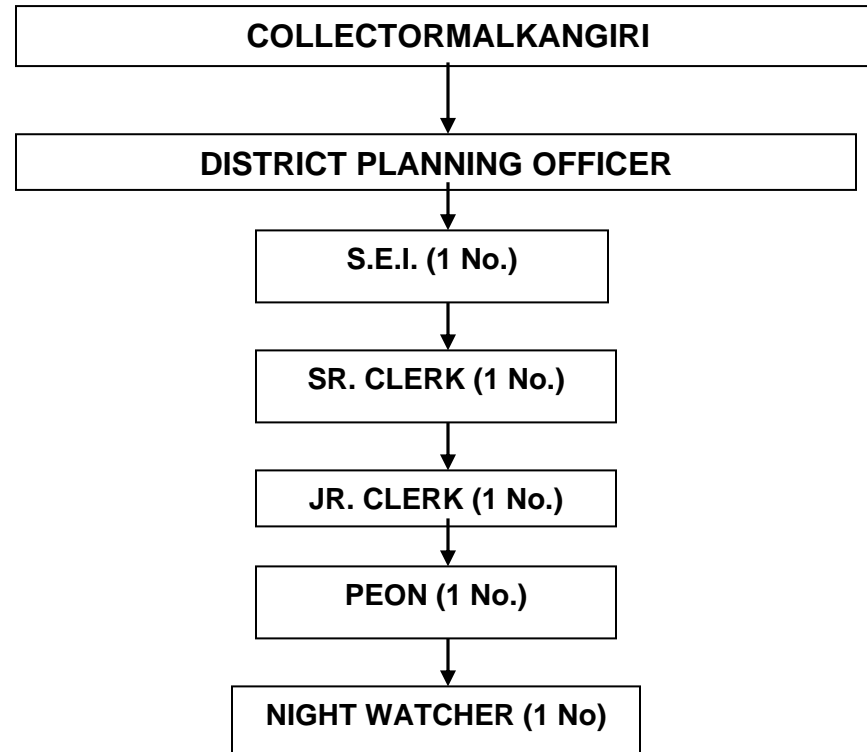 COLLECTORMALKANGIRI
DISTRICT PLANNING OFFICER
S.E.I. (1 No.)
SR. CLERK (1 No.)
JR. CLERK (1 No.)
PEON (1 No.)
NIGHT WATCHER (1 No)